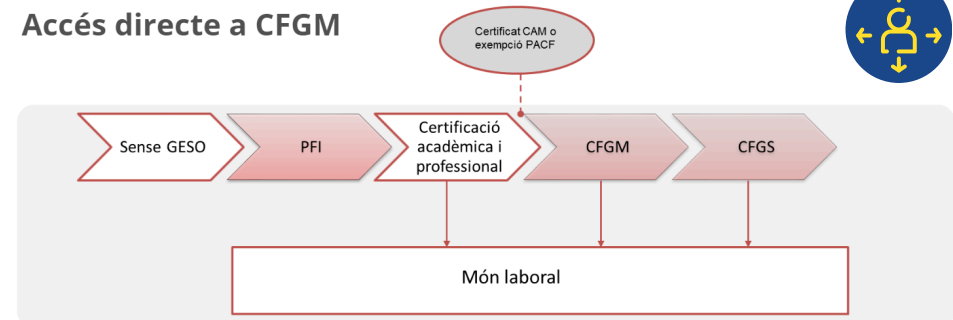 Accés directe a CFGM
Certificat CAM o
exempció PACF
Sense GESO
PFI
Certificació
acadèmica i
professional
CFGM
CFGS
Món laboral